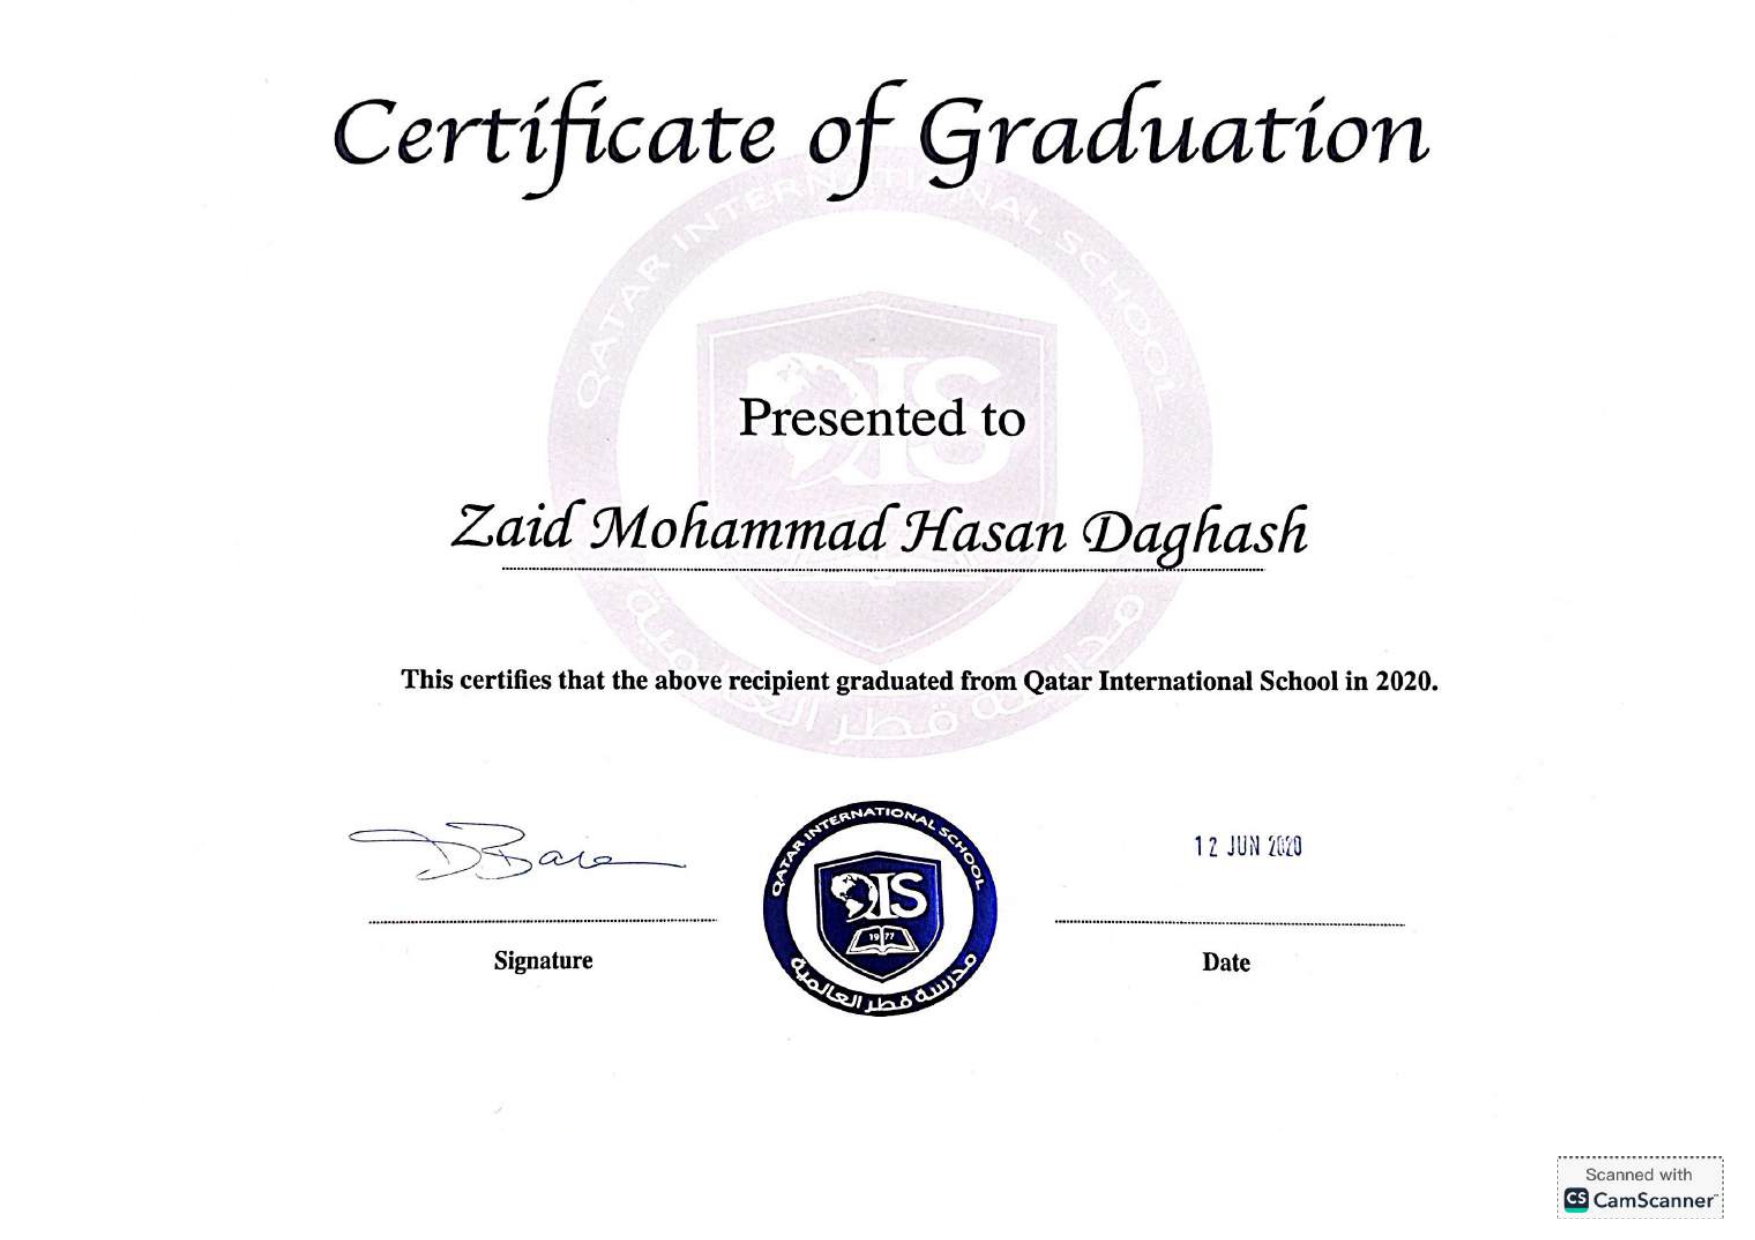 Certificate of Graduation
QATAR INTERNATIONAL SCHOOL
QIS
Presented to
Zaid Mohammad Hasan Daghash
مدرسة قطر العالمية
This certifies that the above recipient graduated from Qatar International School in 2020.
12 JUN 2020
QATAR INTERNATIONAL SCHOOL
QIS
1977
مدرسة قطر العالمية
Signature
Date
Scanned with
CS CamScanner